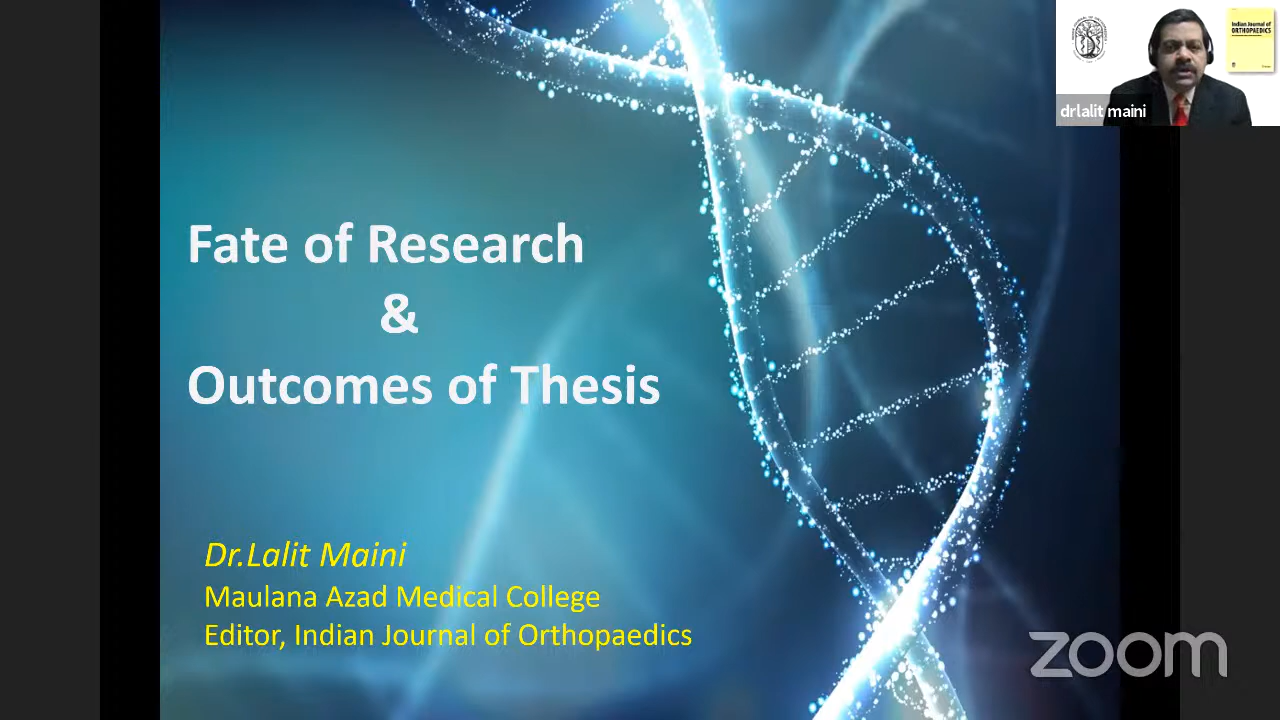 Fate of Research
&
Outcomes of Thesis
Dr.Lalit Maini
Maulana Azad Medical College
Editor, Indian Journal of Orthopaedics
Indian Journal of
ORTHOPAEDICS
drlalit maini
zoom